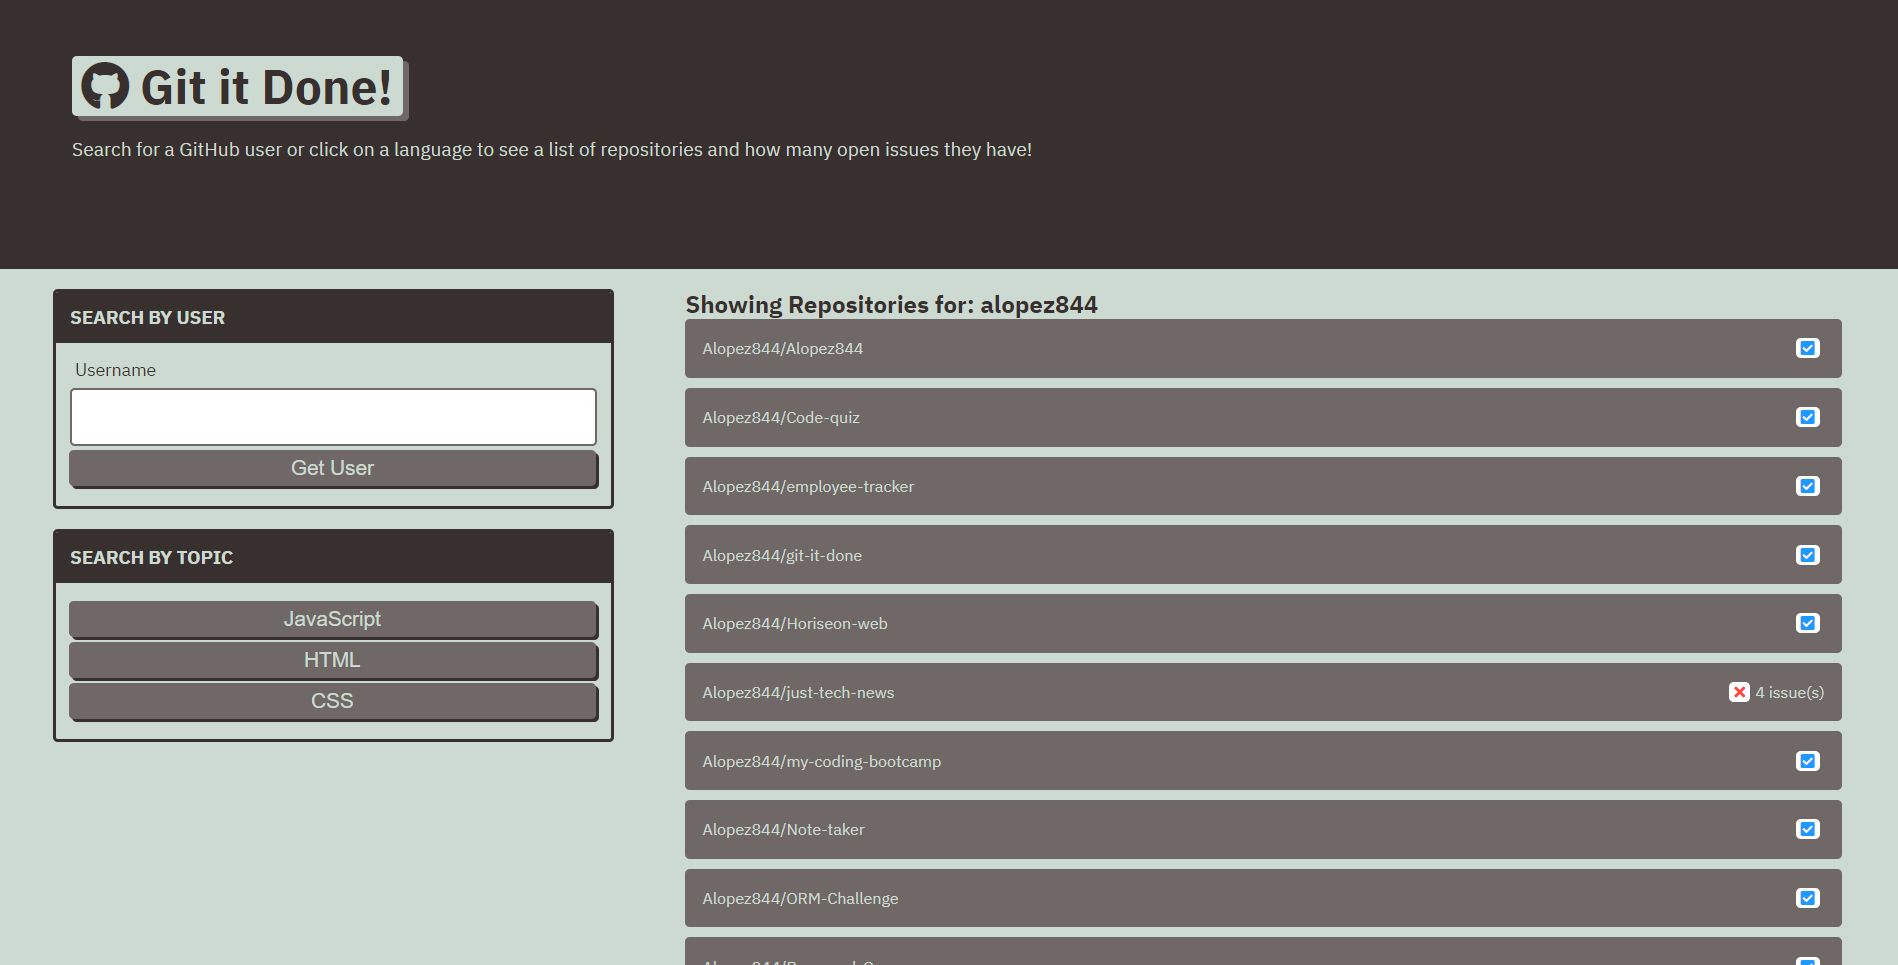 Git it Done!
Search for a GitHub user or click on a language to see a list of repositories and how many open issues they have!
SEARCH BY USER
Username
Get User
SEARCH BY TOPIC
JavaScript
HTML
CSS
Showing Repositories for: alopez844
Alopez844/Alopez844
Alopez844/Code-quiz
Alopez844/employee-tracker
Alopez844/git-it-done
Alopez844/Horiseon-web
Alopez844/just-tech-news 4 issue(s)
Alopez844/my-coding-bootcamp
Alopez844/Note-taker
Alopez844/ORM-Challenge